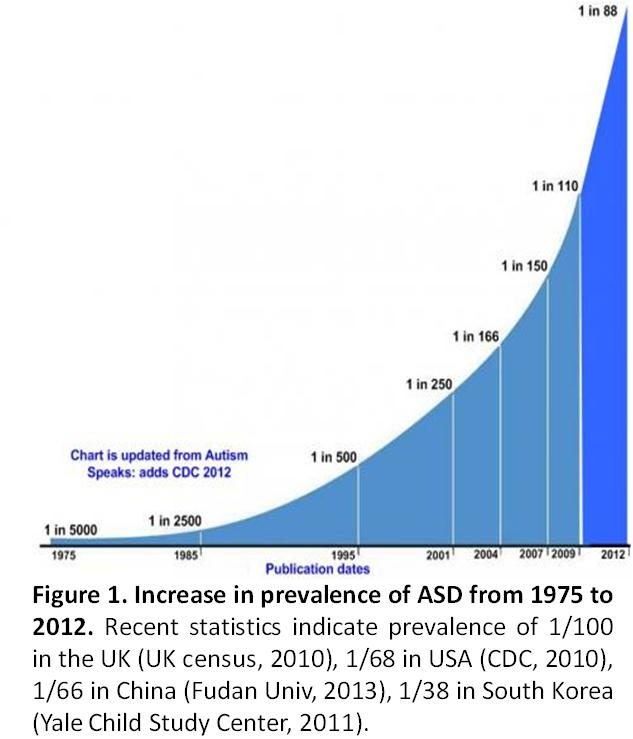 1 in 88
1 in 110
1 in 150
1 in 166
1 in 250
1 in 500
Chart is updated from Autism
Speaks: adds CDC 2012
1 in 2500
1 in 5000
1975 1985 1995 2001 2004 2007 2009 2012
Publication dates
Figure 1. Increase in prevalence of ASD from 1975 to
2012. Recent statistics indicate prevalence of 1/100
in the UK (UK census, 2010), 1/68 in USA (CDC, 2010),
1/66 in China (Fudan Univ, 2013), 1/38 in South Korea
(Yale Child Study Center, 2011).